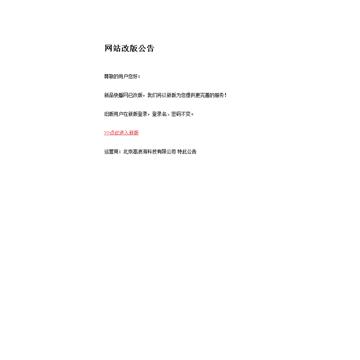 网站改版公告
尊敬的用户您好：
新品快播网已改版，我们将以崭新为您提供更完善的服务！
旧版用户在新版登录，登录名、密码不变。
>>点此进入新版
运营商：北京 科技有限公司 特此公告